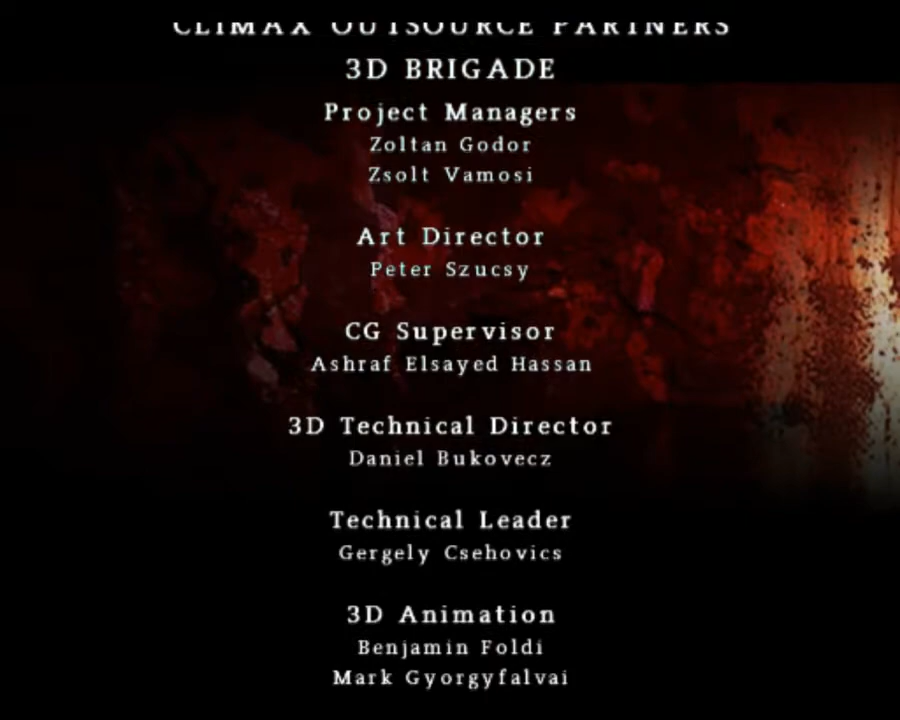 CLIMAX OUTSOURCE PARTNERS
3D BRIGADE
Project Managers
Zoltan Godor
Zsolt Vamosi
Art Director
Peter Szucsy
CG Supervisor
Ashraf Elsayed Hassan
3D Technical Director
Daniel Bukovecz
Technical Leader
Gergely Csehovics
3D Animation
Benjamin Foldi
Mark Gyorgyfalvai